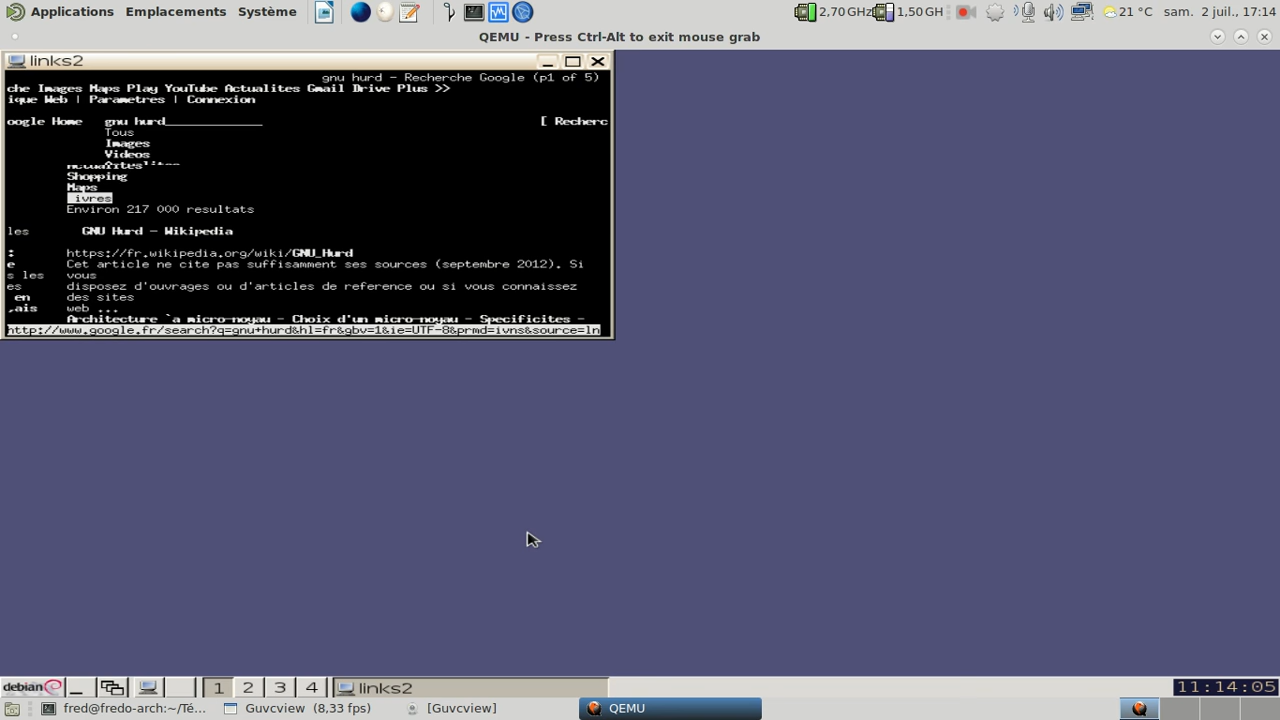 Applications Emplacements Système 2,70 GHz 1,50 GH 21 °C sam. 2 juil., 17:14
QEMU - Press Ctrl-Alt to exit mouse grab
links2
gnu hurd - Recherche Google (p1 of 5)
che Images Maps Play YouTube Actualites Gmail Drive Plus >>
ique Web | Parametres | Connexion
oogle Home gnu hurd_____________ [ Recherc
Tous
Images
Videos
Shopping
Maps
ivres
Environ 217 000 resultats
les GNU Hurd - Wikipedia
: https://fr.wikipedia.org/wiki/GNU_Hurd
e Cet article ne cite pas suffisamment ses sources (septembre 2012). Si
s les vous
es disposez d'ouvrages ou d'articles de reference ou si vous connaissez
en des sites
,ais web ...
Architecture `a micro-noyau - Choix d'un micro-noyau - Specificites -
http://www.google.fr/search?q=gnu+hurd&hl=fr&gbv=1&ie=UTF-8&prmd=ivns&source=ln
debian 1 2 3 4 links2 11:14:05
fred@fredo-arch:~/Té... Guvcview (8,33 fps) [Guvcview] QEMU